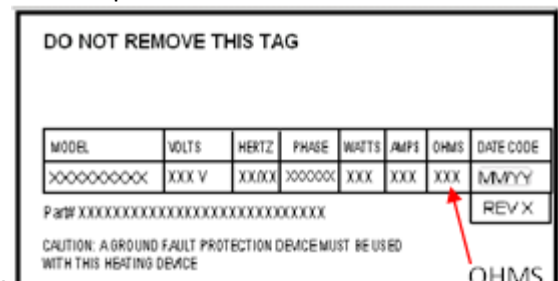 DO NOT REMOVE THIS TAG
MODEL VOLTS HERTZ PHASE WATTS AMPS OHMS DATE CODE
XXXXXXXXXX XXX V XX/XX XXXXXX XXX XXX XXX MM/YY
Part# XXXXXXXXXXXXXXXXXXXXXXXXX REV X
CAUTION: A GROUND FAULT PROTECTION DEVICE MUST BE USED
WITH THIS HEATING DEVICE
OHMS